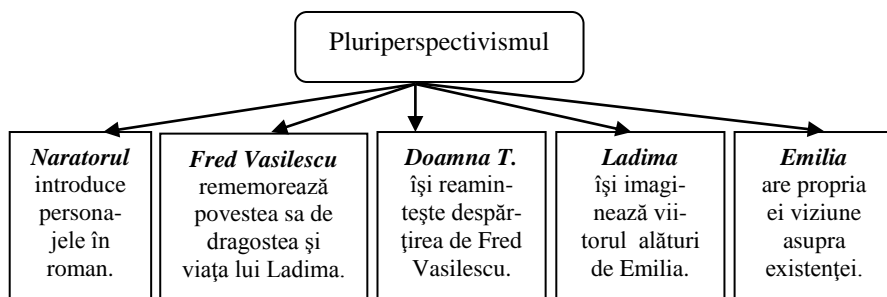 Pluriperspectivismul
Naratorul
introduce
persona-
jele în
roman.
Fred Vasilescu
rememorează
povestea sa de
dragostea şi
viaţa lui Ladima.
Doamna T.
îşi reamin-
teşte despăr-
ţirea de Fred
Vasilescu.
Ladima
îşi imagi-
nează vii-
torul alături
de Emilia.
Emilia
are propria
ei viziune
asupra
existenţei.